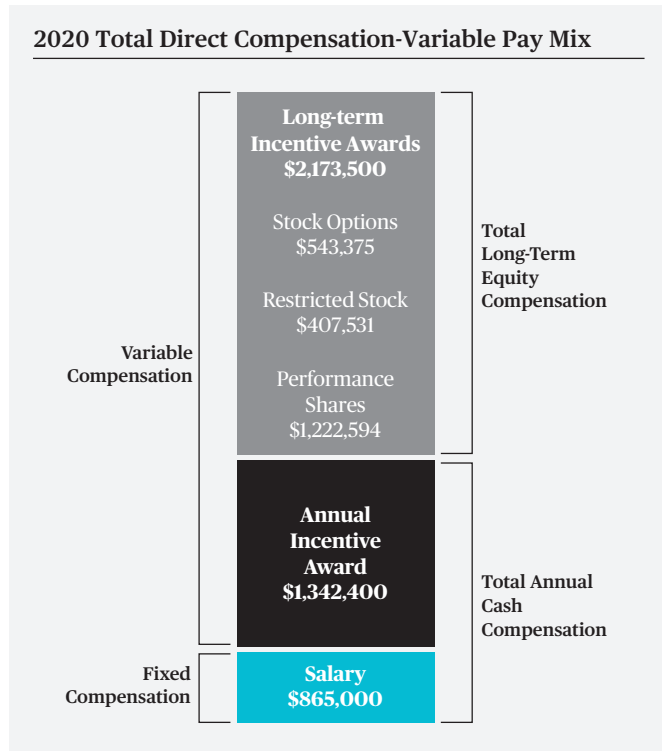 2020 Total Direct Compensation-Variable Pay Mix
Long-term
Incentive Awards
$2,173,500
Stock Options
$543,375
Restricted Stock
$407,531
Performance
Shares
$1,222,594
Total
Long-Term
Equity
Compensation
Variable
Compensation
Annual
Incentive
Award
$1,342,400
Total Annual
Cash
Compensation
Fixed
Compensation
Salary
$865,000